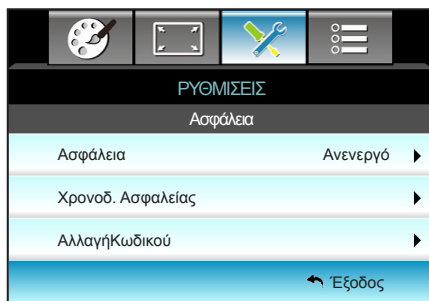 ΡΥΘΜΙΣΕΙΣ
Ασφάλεια
Ασφάλεια Ανενεργό
Χρονοδ. Ασφαλείας
ΑλλαγήΚωδικού
Έξοδος